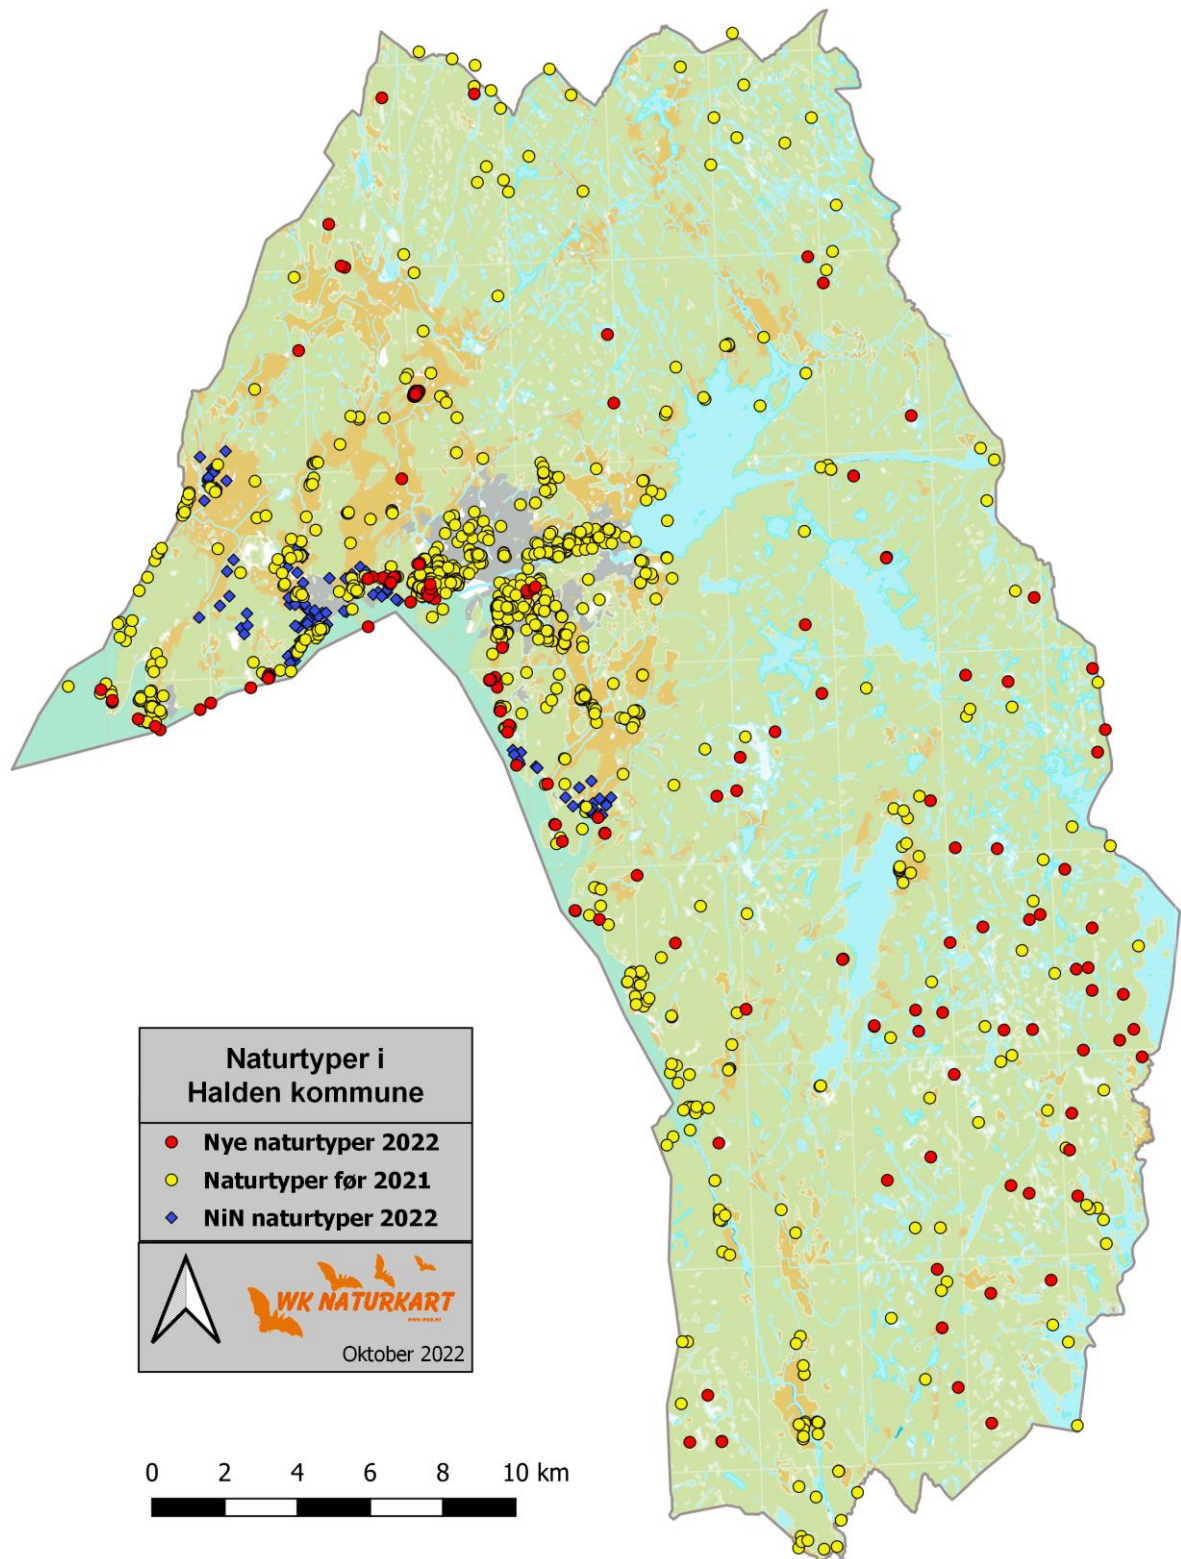 Naturtyper i
Halden kommune
Nye naturtyper 2022
Naturtyper før 2021
NiN naturtyper 2022
WK NATURKART
Oktober 2022
0 2 4 6 8 10 km